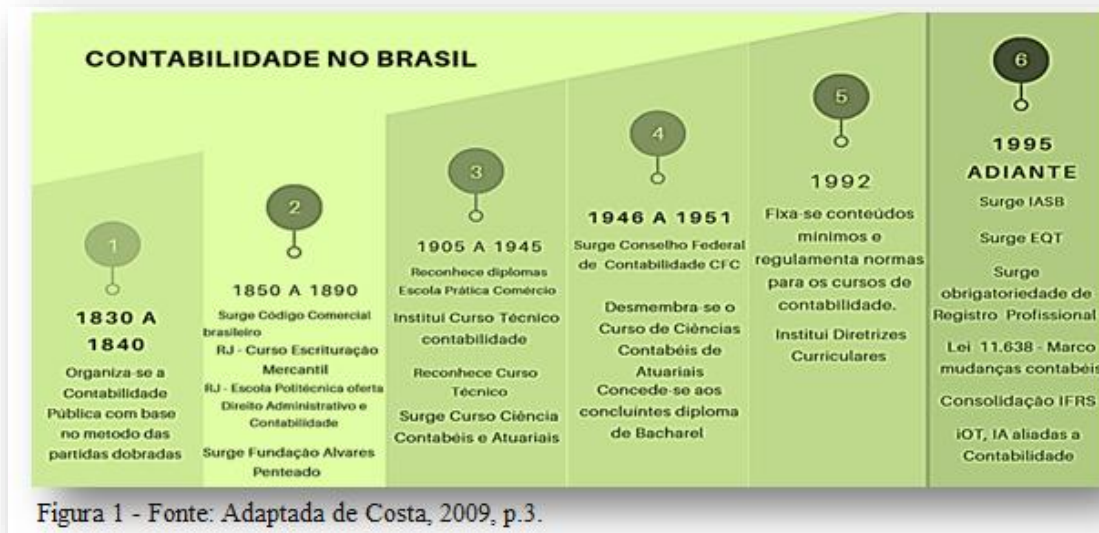 CONTABILIDADE NO BRASIL
1
1830 A
1840
Organiza-se a
Contabilidade
Pública com base
no metodo das
partidas dobradas
2
1850 A 1890
Surge Código Comercial
brasileiro
RJ - Curso Escrituração
Mercantil
RJ - Escola Politécnica oferta
Direito Administrativo e
Contabilidade
Surge Fundação Alvares
Penteado
3
1905 A 1945
Reconhece diplomas
Escola Prática Comércio
Institui Curso Técnico
contabilidade
Reconhece Curso
Técnico
Surge Curso Ciência
Contabéis e Atuariais
4
1946 A 1951
Surge Conselho Federal
de Contabilidade CFC
Desmembra-se o
Curso de Ciências
Contabéis de
Atuariais
Concede-se aos
concluíntes diploma
de Bacharel
5
1992
Fixa-se conteúdos
mínimos e
regulamenta normas
para os cursos de
contabilidade.
Institui Diretrizes
Curriculares
6
1995
ADIANTE
Surge IASB
Surge EQT
Surge
obrigatoriedade de
Registro Profissional
Lei 11.638 - Marco
mudanças contabéis
Consolidação IFRS
iOT, IA aliadas a
Contabilidade
Figura 1 - Fonte: Adaptada de Costa, 2009, p.3.